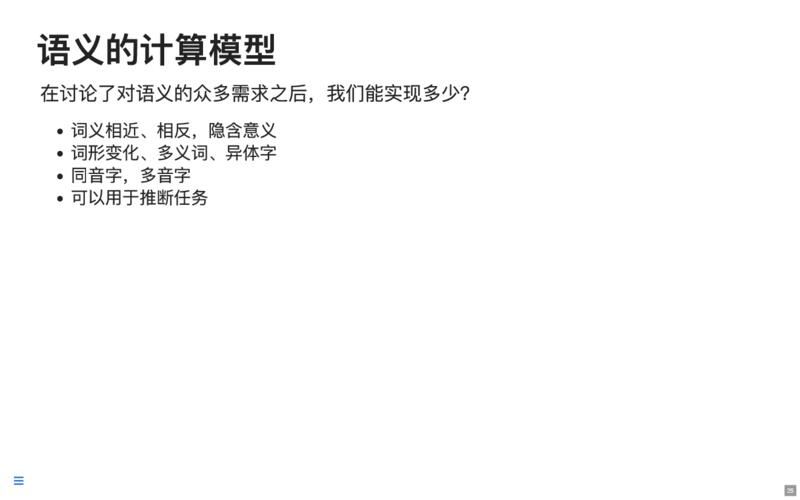 语义的计算模型
在讨论了对语义的众多需求之后，我们能实现多少？
• 词义相近、相反，隐含意义
• 词形变化、多义词、异体字
• 同音字，多音字
• 可以用于推断任务
25